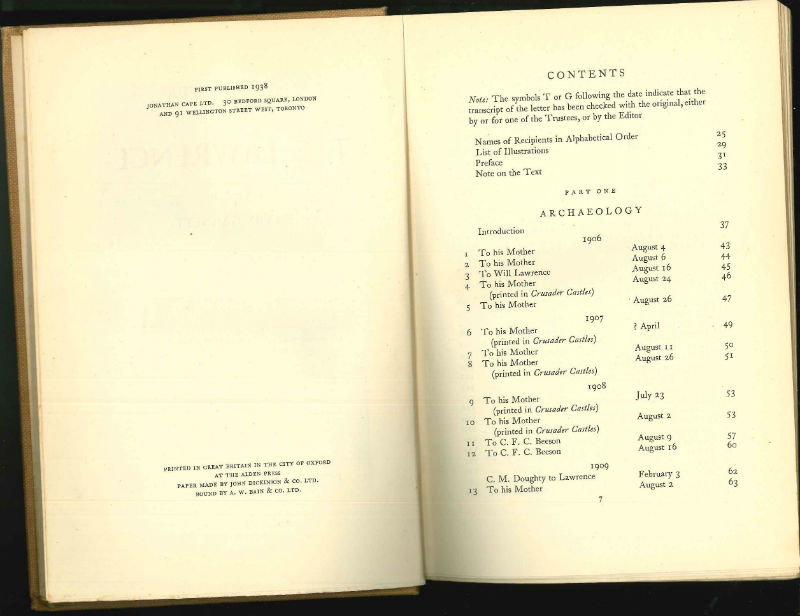 FIRST PUBLISHED 1938
JONATHAN CAPE LTD. 30 BEDFORD SQUARE, LONDON
AND 91 WELLINGTON STREET WEST, TORONTO
PRINTED IN GREAT BRITAIN IN THE CITY OF OXFORD
AT THE ALDEN PRESS
PAPER MADE BY JOHN DICKINSON & CO. LTD.
BOUND BY A. W. BAIN & CO. LTD.
CONTENTS
Note: The symbols T or G following the date indicate that the
transcript of the letter has been checked with the original, either
by or for one of the Trustees, or by the Editor
Names of Recipients in Alphabetical Order 25
List of Illustrations 29
Preface 31
Note on the Text 33
PART ONE
ARCHAEOLOGY
Introduction 37
1906
1 To his Mother August 4 43
2 To his Mother August 6 44
3 To Will Lawrence August 16 45
4 To his Mother August 24 46
(printed in Crusader Castles)
5 To his Mother August 26 47
1907
6 To his Mother ? April 49
(printed in Crusader Castles)
7 To his Mother August 11 50
8 To his Mother August 26 51
(printed in Crusader Castles)
1908
9 To his Mother July 23 53
(printed in Crusader Castles)
10 To his Mother August 2 53
(printed in Crusader Castles)
11 To C. F. C. Beeson August 9 57
12 To C. F. C. Beeson August 16 60
1909
C. M. Doughty to Lawrence February 3 62
13 To his Mother August 2 63
7